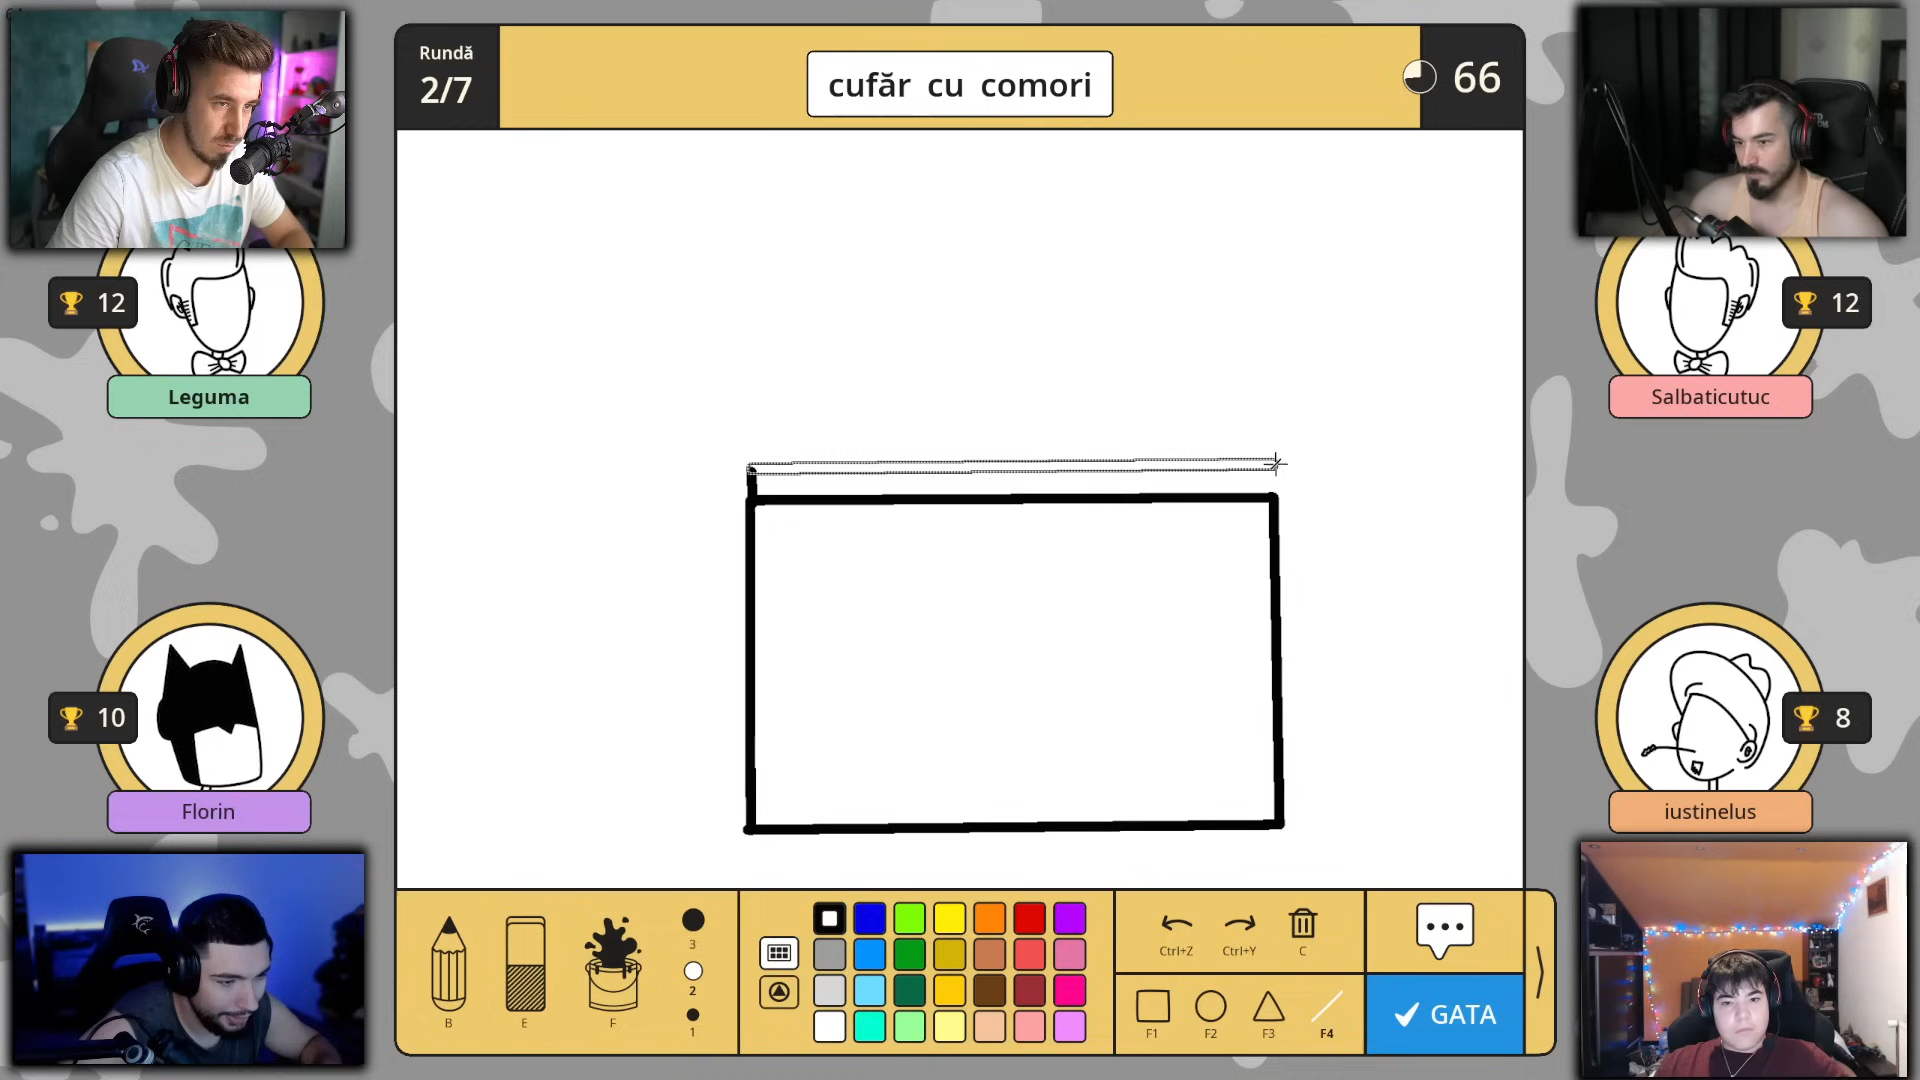 Rundă
2/7
cufăr cu comori
66
12
Leguma
12
Salbaticutuc
10
Florin
8
iustinelus
B
E
F
3
2
1
Ctrl+Z
Ctrl+Y
C
F1
F2
F3
F4
GATA